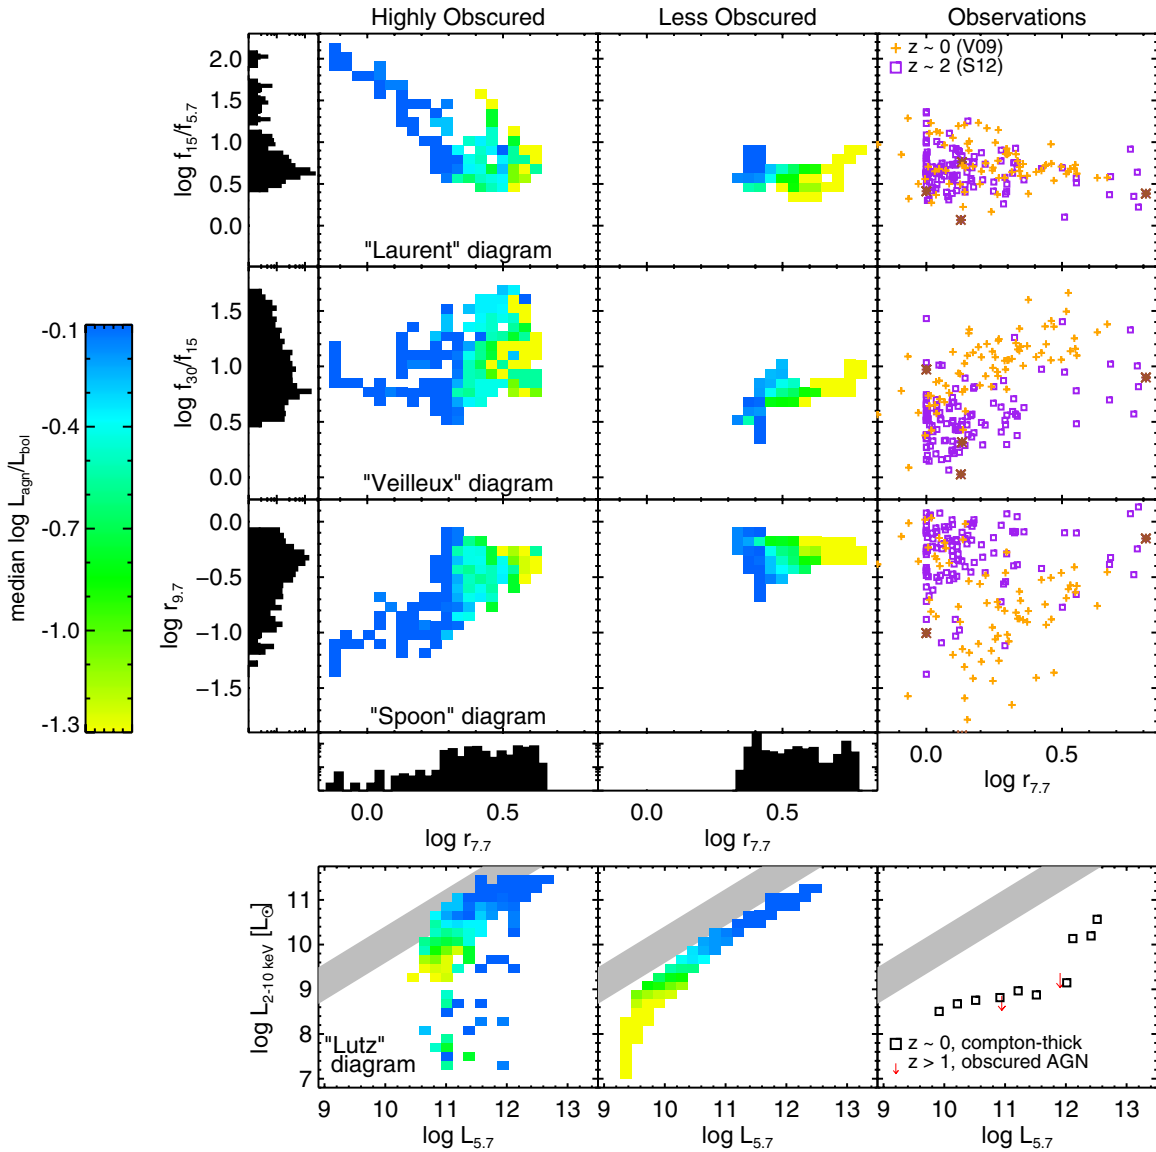 Highly Obscured
Less Obscured
Observations
log f15/f5.7
2.0
1.5
1.0
0.5
0.0
"Laurent" diagram
+ z ~ 0 (V09)
z ~ 2 (S12)
log f30/f15
1.5
1.0
0.5
0.0
"Veilleux" diagram
median log Lagn/Lbol
-0.1
-0.4
-0.7
-1.0
-1.3
log r9.7
0.0
−0.5
−1.0
−1.5
"Spoon" diagram
0.0 0.5
log r7.7
0.0 0.5
log r7.7
0.0 0.5
log r7.7
log L2-10 keV [L⊙]
11
10
9
8
7
"Lutz"
diagram
z ~ 0, compton-thick
↓ z > 1, obscured AGN
9 10 11 12 13
log L5.7
9 10 11 12 13
log L5.7
9 10 11 12 13
log L5.7